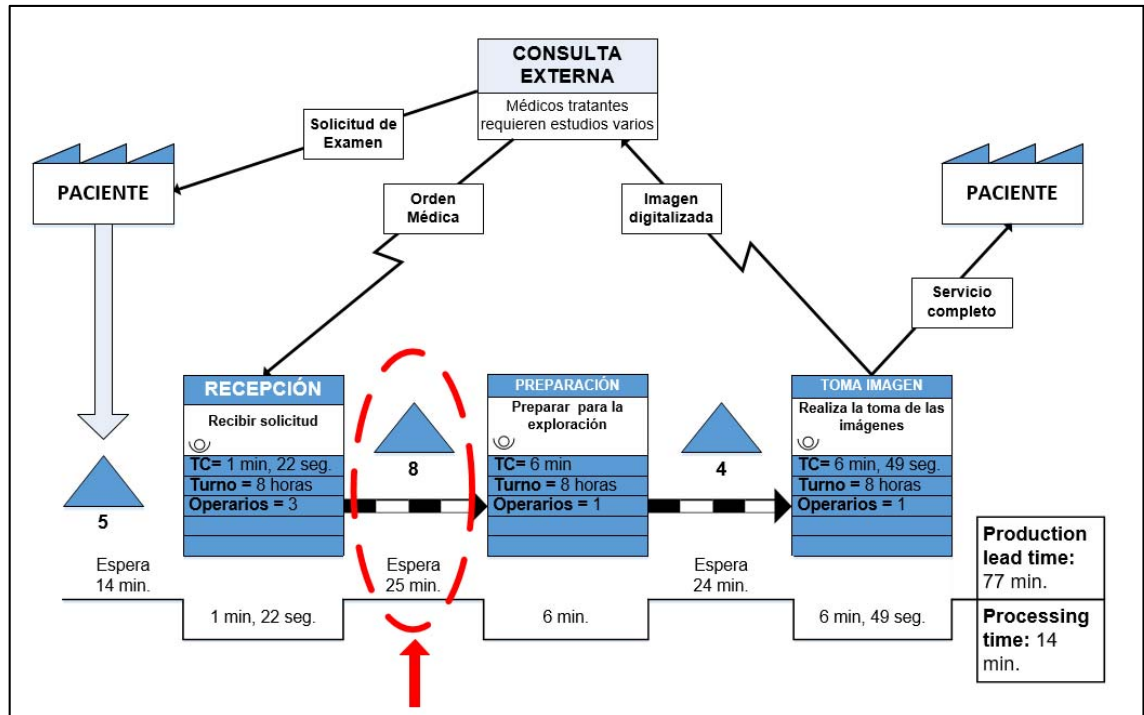 CONSULTA
EXTERNA
Médicos tratantes
requieren estudios varios
Solicitud de
Examen
PACIENTE
Orden
Médica
Imagen
digitalizada
PACIENTE
Servicio
completo
5
RECEPCIÓN
Recibir solicitud
TC= 1 min, 22 seg.
Turno = 8 horas
Operarios = 3
8
PREPARACIÓN
Preparar para la
exploración
TC= 6 min
Turno = 8 horas
Operarios = 1
4
TOMA IMAGEN
Realiza la toma de las
imágenes
TC= 6 min, 49 seg.
Turno = 8 horas
Operarios = 1
Espera
14 min.
1 min, 22 seg.
Espera
25 min.
6 min.
Espera
24 min.
6 min, 49 seg.
Production
lead time:
77 min.
Processing
time: 14
min.